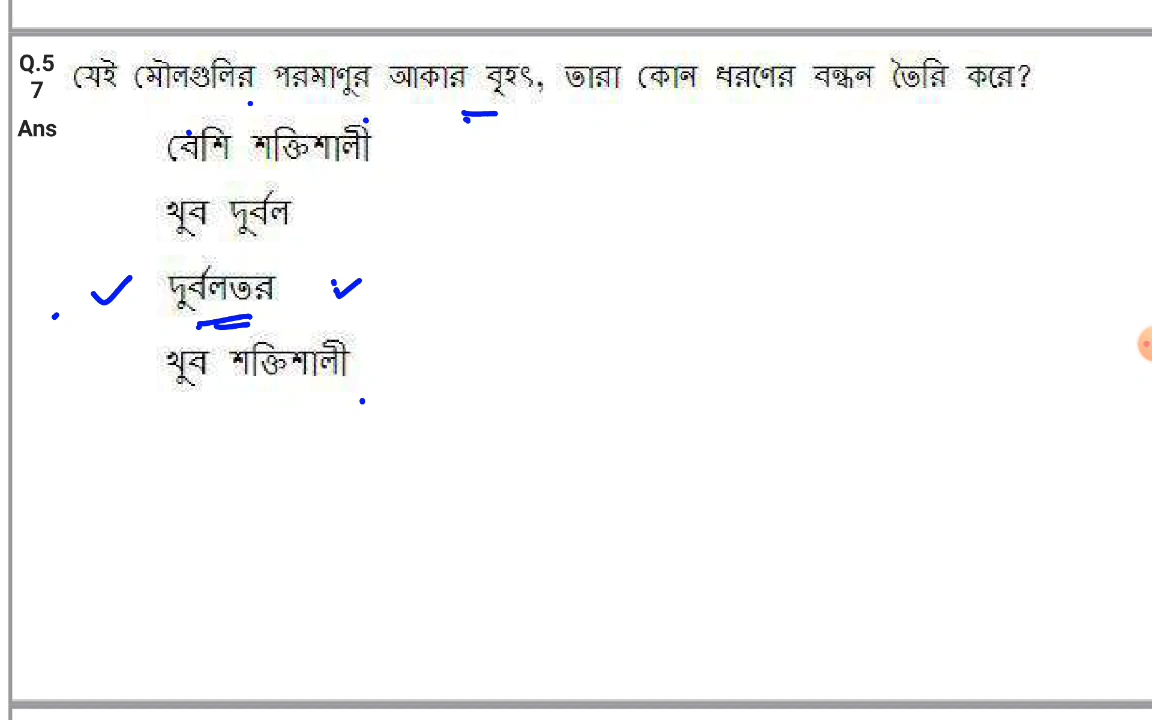 Q.57 যেই মৌলগুলির পরমাণুর আকার বৃহৎ, তারা কোন ধরণের বন্ধন তৈরি করে?
Ans
বেশি শক্তিশালী
খুব দুর্বল
দুর্বলতর
খুব শক্তিশালী